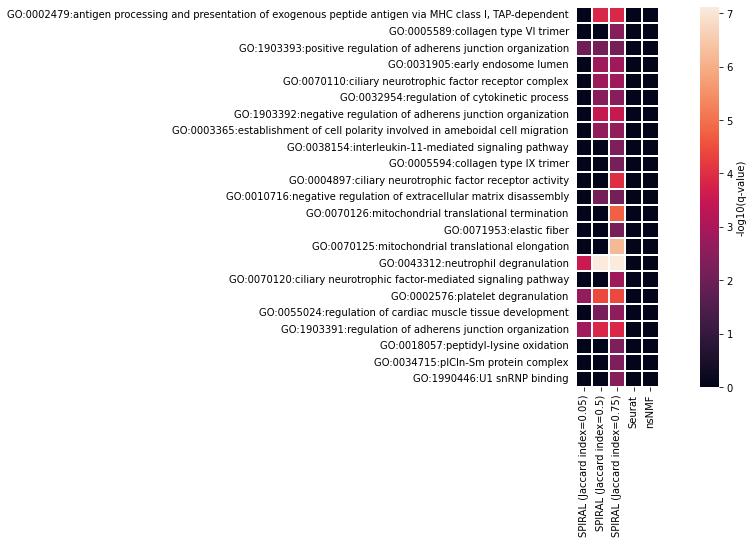 GO:0002479:antigen processing and presentation of exogenous peptide antigen via MHC class I, TAP-dependent
GO:0005589:collagen type VI trimer
GO:1903393:positive regulation of adherens junction organization
GO:0031905:early endosome lumen
GO:0070110:ciliary neurotrophic factor receptor complex
GO:0032954:regulation of cytokinetic process
GO:1903392:negative regulation of adherens junction organization
GO:0003365:establishment of cell polarity involved in ameboidal cell migration
GO:0038154:interleukin-11-mediated signaling pathway
GO:0005594:collagen type IX trimer
GO:0004897:ciliary neurotrophic factor receptor activity
GO:0010716:negative regulation of extracellular matrix disassembly
GO:0070126:mitochondrial translational termination
GO:0071953:elastic fiber
GO:0070125:mitochondrial translational elongation
GO:0043312:neutrophil degranulation
GO:0070120:ciliary neurotrophic factor-mediated signaling pathway
GO:0002576:platelet degranulation
GO:0055024:regulation of cardiac muscle tissue development
GO:1903391:regulation of adherens junction organization
GO:0018057:peptidyl-lysine oxidation
GO:0034715:pICln-Sm protein complex
GO:1990446:U1 snRNP binding
SPIRAL (Jaccard index=0.05)
SPIRAL (Jaccard index=0.5)
SPIRAL (Jaccard index=0.75)
Seurat
nsNMF
7
6
5
4
3
2
1
0
-log10(q-value)